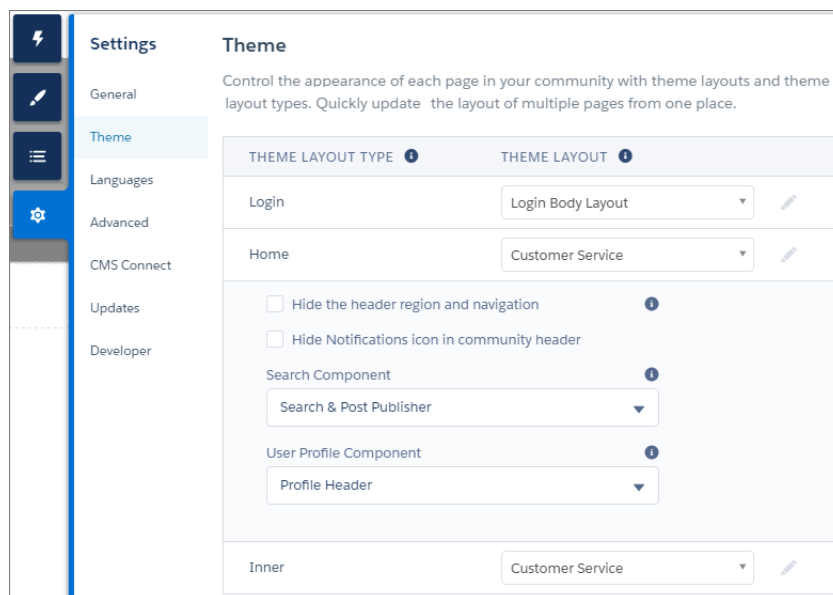 Settings
General
Theme
Languages
Advanced
CMS Connect
Updates
Developer
Theme
Control the appearance of each page in your community with theme layouts and theme
layout types. Quickly update the layout of multiple pages from one place.
THEME LAYOUT TYPE THEME LAYOUT
Login Login Body Layout
Home Customer Service
Hide the header region and navigation
Hide Notifications icon in community header
Search Component
Search & Post Publisher
User Profile Component
Profile Header
Inner Customer Service